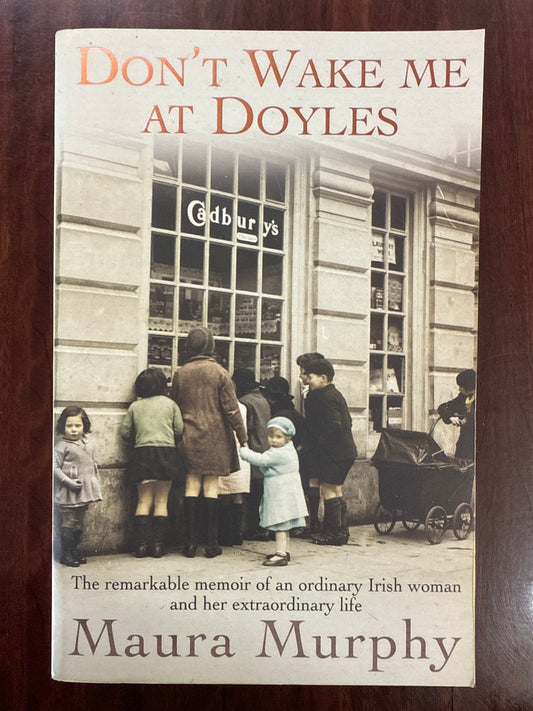 DON'T WAKE ME
AT DOYLES
Cadbury's
The remarkable memoir of an ordinary Irish woman
and her extraordinary life
Maura Murphy